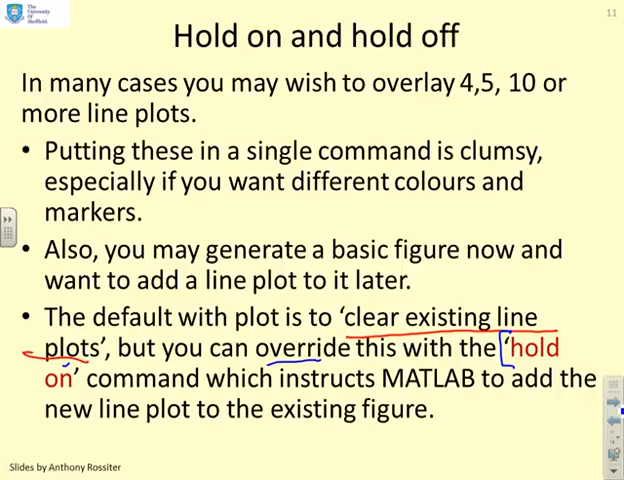 The
University
Of
Sheffield.
11
Hold on and hold off
In many cases you may wish to overlay 4,5, 10 or
more line plots.
• Putting these in a single command is clumsy,
especially if you want different colours and
markers.
• Also, you may generate a basic figure now and
want to add a line plot to it later.
• The default with plot is to ‘clear existing line
plots’, but you can override this with the ‘hold
on’ command which instructs MATLAB to add the
new line plot to the existing figure.
Slides by Anthony Rossiter